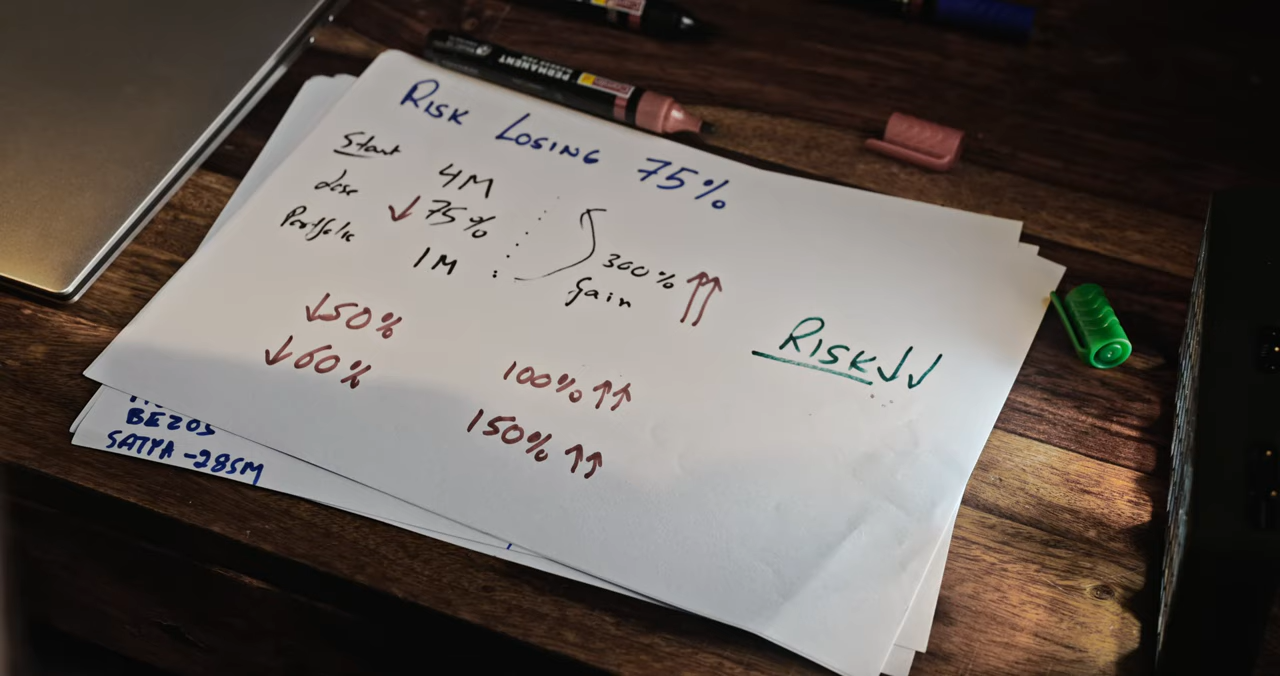 RISK LOSING 75%
Start 4M
Lose ↓ 75%
Portfolio 1M
300% ↑↑
Gain
↓50% 100% ↑↑
↓60% 150% ↑↑
RISK ↓↓
BEZOS
SATYA -285M
PERMANENT